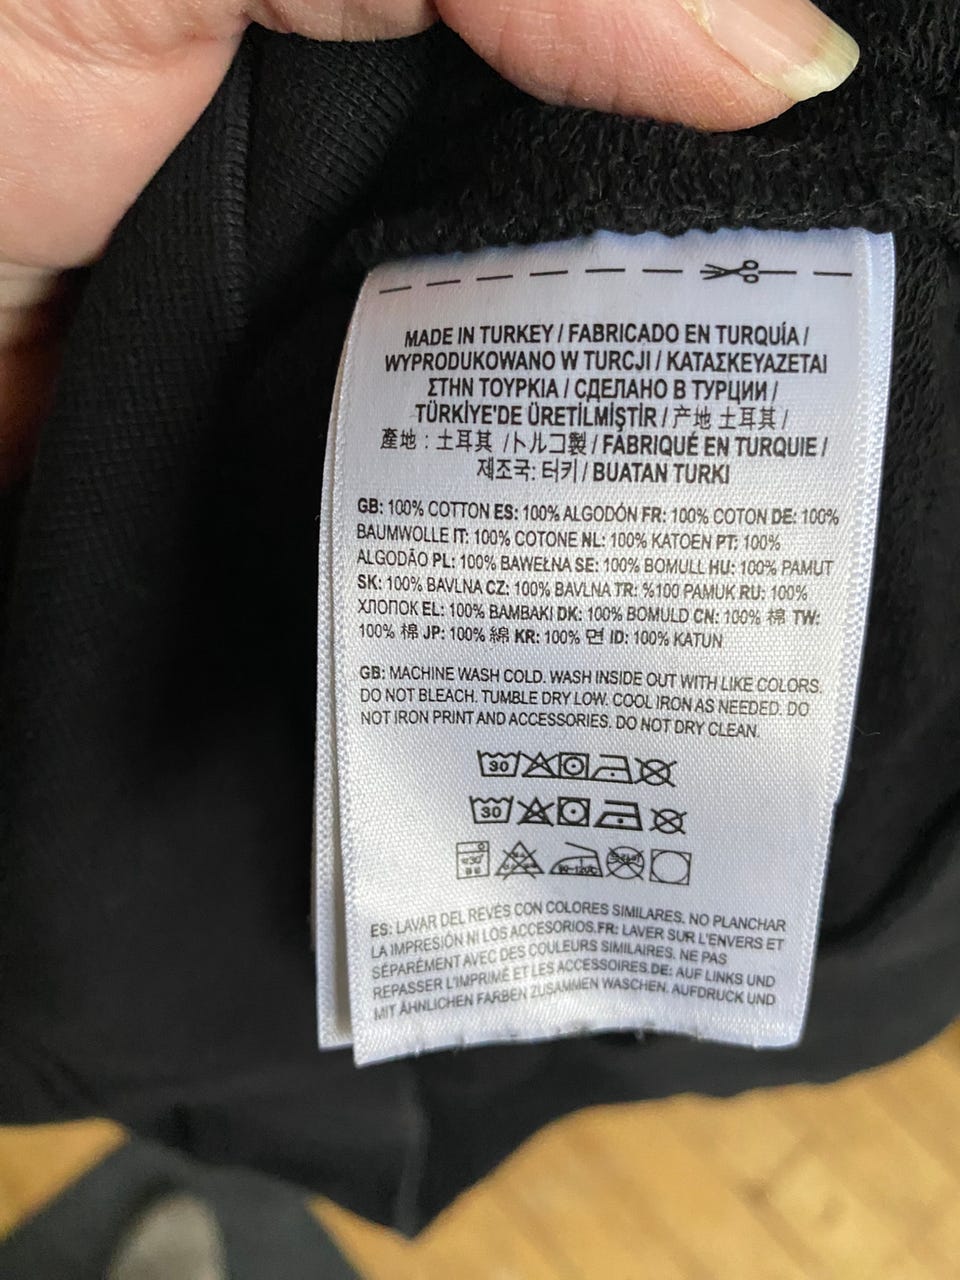 MADE IN TURKEY / FABRICADO EN TURQUÍA /
WYPRODUKOWANO W TURCJI / ΚΑΤΑΣΚΕΥΑΖΕΤΑΙ
ΣΤΗΝ ΤΟΥΡΚΙΑ / СДЕЛАНО В ТУРЦИИ /
TÜRKİYE'DE ÜRETİLMİŞTİR / 产地 土耳其 /
產地 : 土耳其 /トルコ製 / FABRIQUÉ EN TURQUIE /
제조국: 터키 / BUATAN TURKI
GB: 100% COTTON ES: 100% ALGODÓN FR: 100% COTON DE: 100%
BAUMWOLLE IT: 100% COTONE NL: 100% KATOEN PT: 100%
ALGODÃO PL: 100% BAWEŁNA SE: 100% BOMULL HU: 100% PAMUT
SK: 100% BAVLNA CZ: 100% BAVLNA TR: %100 PAMUK RU: 100%
ХЛОПОК EL: 100% ΒΑΜΒΑΚΙ DK: 100% BOMULD CN: 100% 棉 TW:
100% 棉 JP: 100% 綿 KR: 100% 면 ID: 100% KATUN
GB: MACHINE WASH COLD. WASH INSIDE OUT WITH LIKE COLORS.
DO NOT BLEACH. TUMBLE DRY LOW. COOL IRON AS NEEDED. DO
NOT IRON PRINT AND ACCESSORIES. DO NOT DRY CLEAN.
30
30
ES: LAVAR DEL REVÉS CON COLORES SIMILARES. NO PLANCHAR
LA IMPRESIÓN NI LOS ACCESORIOS.FR: LAVER SUR L'ENVERS ET
SÉPARÉMENT AVEC DES COULEURS SIMILAIRES. NE PAS
REPASSER L'IMPRIMÉ ET LES ACCESSOIRES.DE: AUF LINKS UND
MIT ÄHNLICHEN FARBEN ZUSAMMEN WASCHEN. AUFDRUCK UND